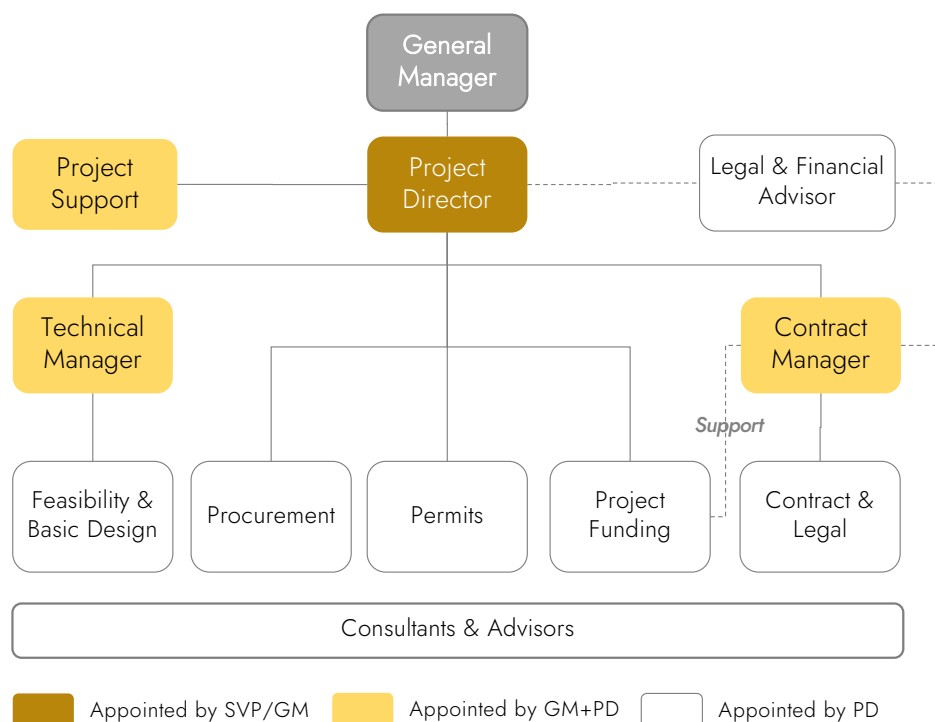 General
Manager
Project
Support
Project
Director
Legal & Financial
Advisor
Technical
Manager
Contract
Manager
Support
Feasibility &
Basic Design
Procurement
Permits
Project
Funding
Contract &
Legal
Consultants & Advisors
Appointed by SVP/GM
Appointed by GM+PD
Appointed by PD